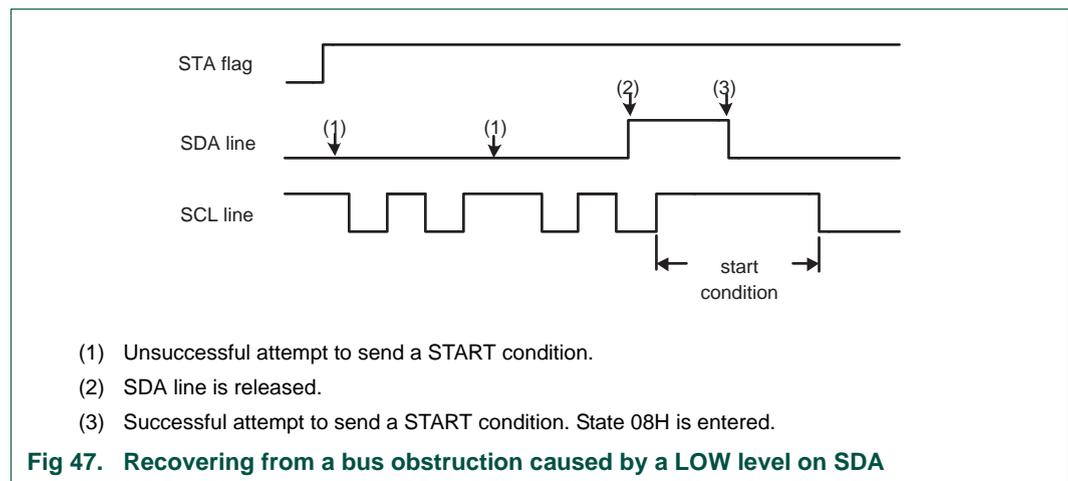 STA flag
(2)
(3)
(1)
(1)
SDA line
SCL line
start
condition
(1) Unsuccessful attempt to send a START condition.
(2) SDA line is released.
(3) Successful attempt to send a START condition. State 08H is entered.
Fig 47. Recovering from a bus obstruction caused by a LOW level on SDA